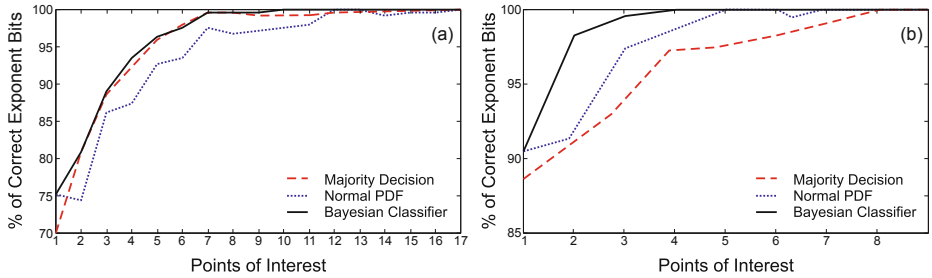 100
95
90
85
80
75
70
% of Correct Exponent Bits
(a)
Majority Decision
Normal PDF
Bayesian Classifier
1 2 3 4 5 6 7 8 9 10 11 12 13 14 15 16 17
Points of Interest
100
95
90
85
% of Correct Exponent Bits
(b)
Majority Decision
Normal PDF
Bayesian Classifier
1 2 3 4 5 6 7 8
Points of Interest